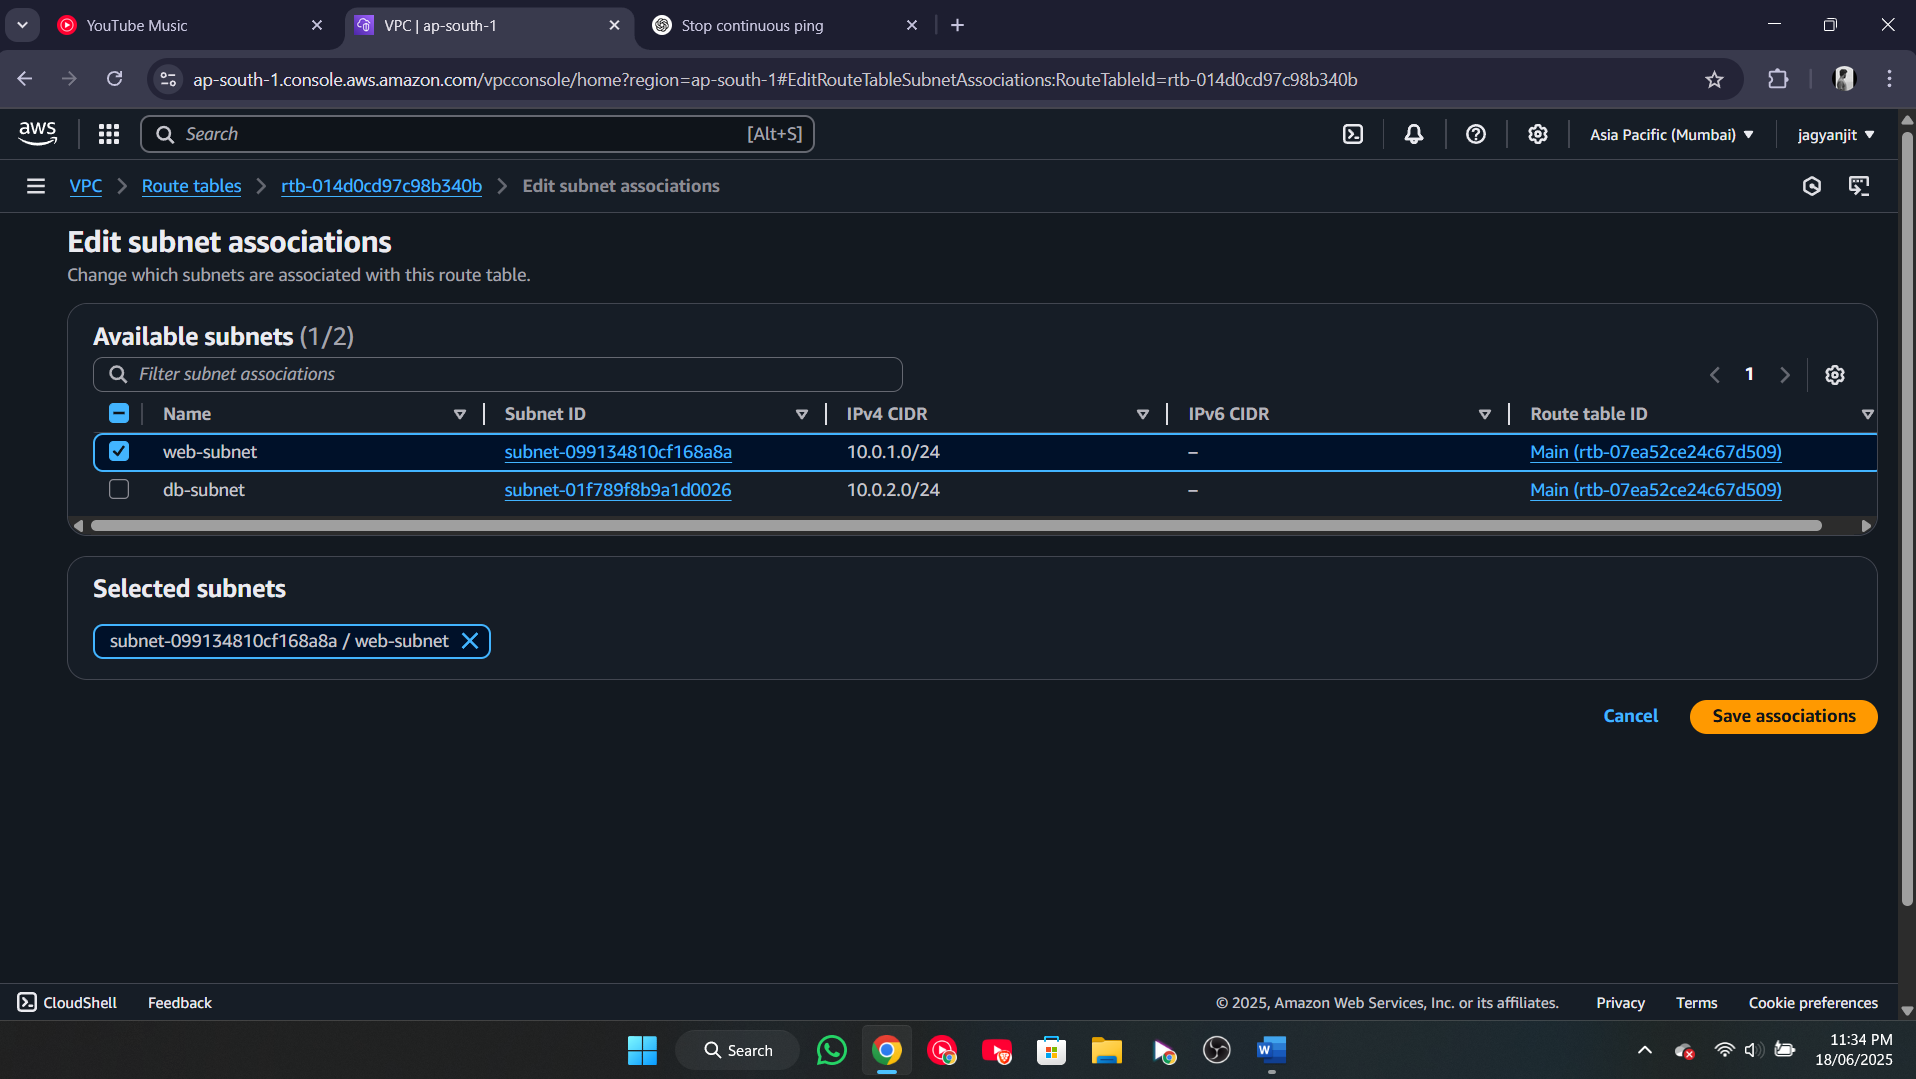 YouTube Music
VPC | ap-south-1
Stop continuous ping
ap-south-1.console.aws.amazon.com/vpcconsole/home?region=ap-south-1#EditRouteTableSubnetAssociations:RouteTableId=rtb-014d0cd97c98b340b
aws
Search [Alt+S]
Asia Pacific (Mumbai)
jagyanjit
VPC > Route tables > rtb-014d0cd97c98b340b > Edit subnet associations
Edit subnet associations
Change which subnets are associated with this route table.
Available subnets (1/2)
Filter subnet associations
1
Name Subnet ID IPv4 CIDR IPv6 CIDR Route table ID
web-subnet subnet-099134810cf168a8a 10.0.1.0/24 – Main (rtb-07ea52ce24c67d509)
db-subnet subnet-01f789f8b9a1d0026 10.0.2.0/24 – Main (rtb-07ea52ce24c67d509)
Selected subnets
subnet-099134810cf168a8a / web-subnet
Cancel
Save associations
CloudShell Feedback © 2025, Amazon Web Services, Inc. or its affiliates. Privacy Terms Cookie preferences
Search
11:34 PM
18/06/2025